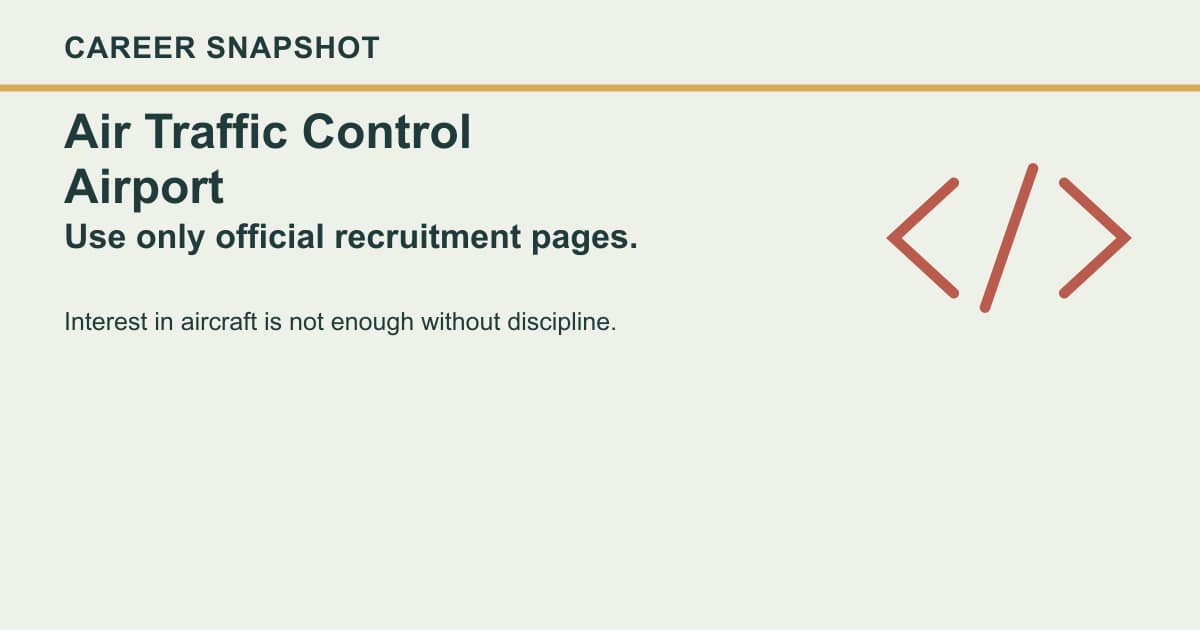 CAREER SNAPSHOT
Air Traffic Control
Airport
Use only official recruitment pages.
Interest in aircraft is not enough without discipline.